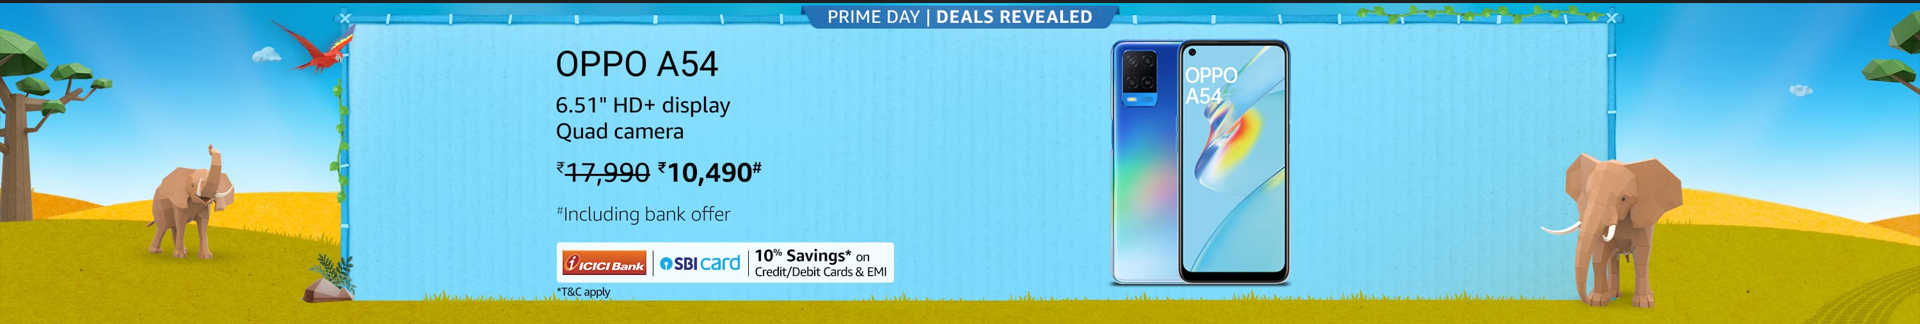 PRIME DAY | DEALS REVEALED
OPPO A54
6.51" HD+ display
Quad camera
₹17,990 ₹10,490#
#Including bank offer
ICICI Bank | SBI card | 10% Savings* on
Credit/Debit Cards & EMI
*T&C apply
OPPO
A54